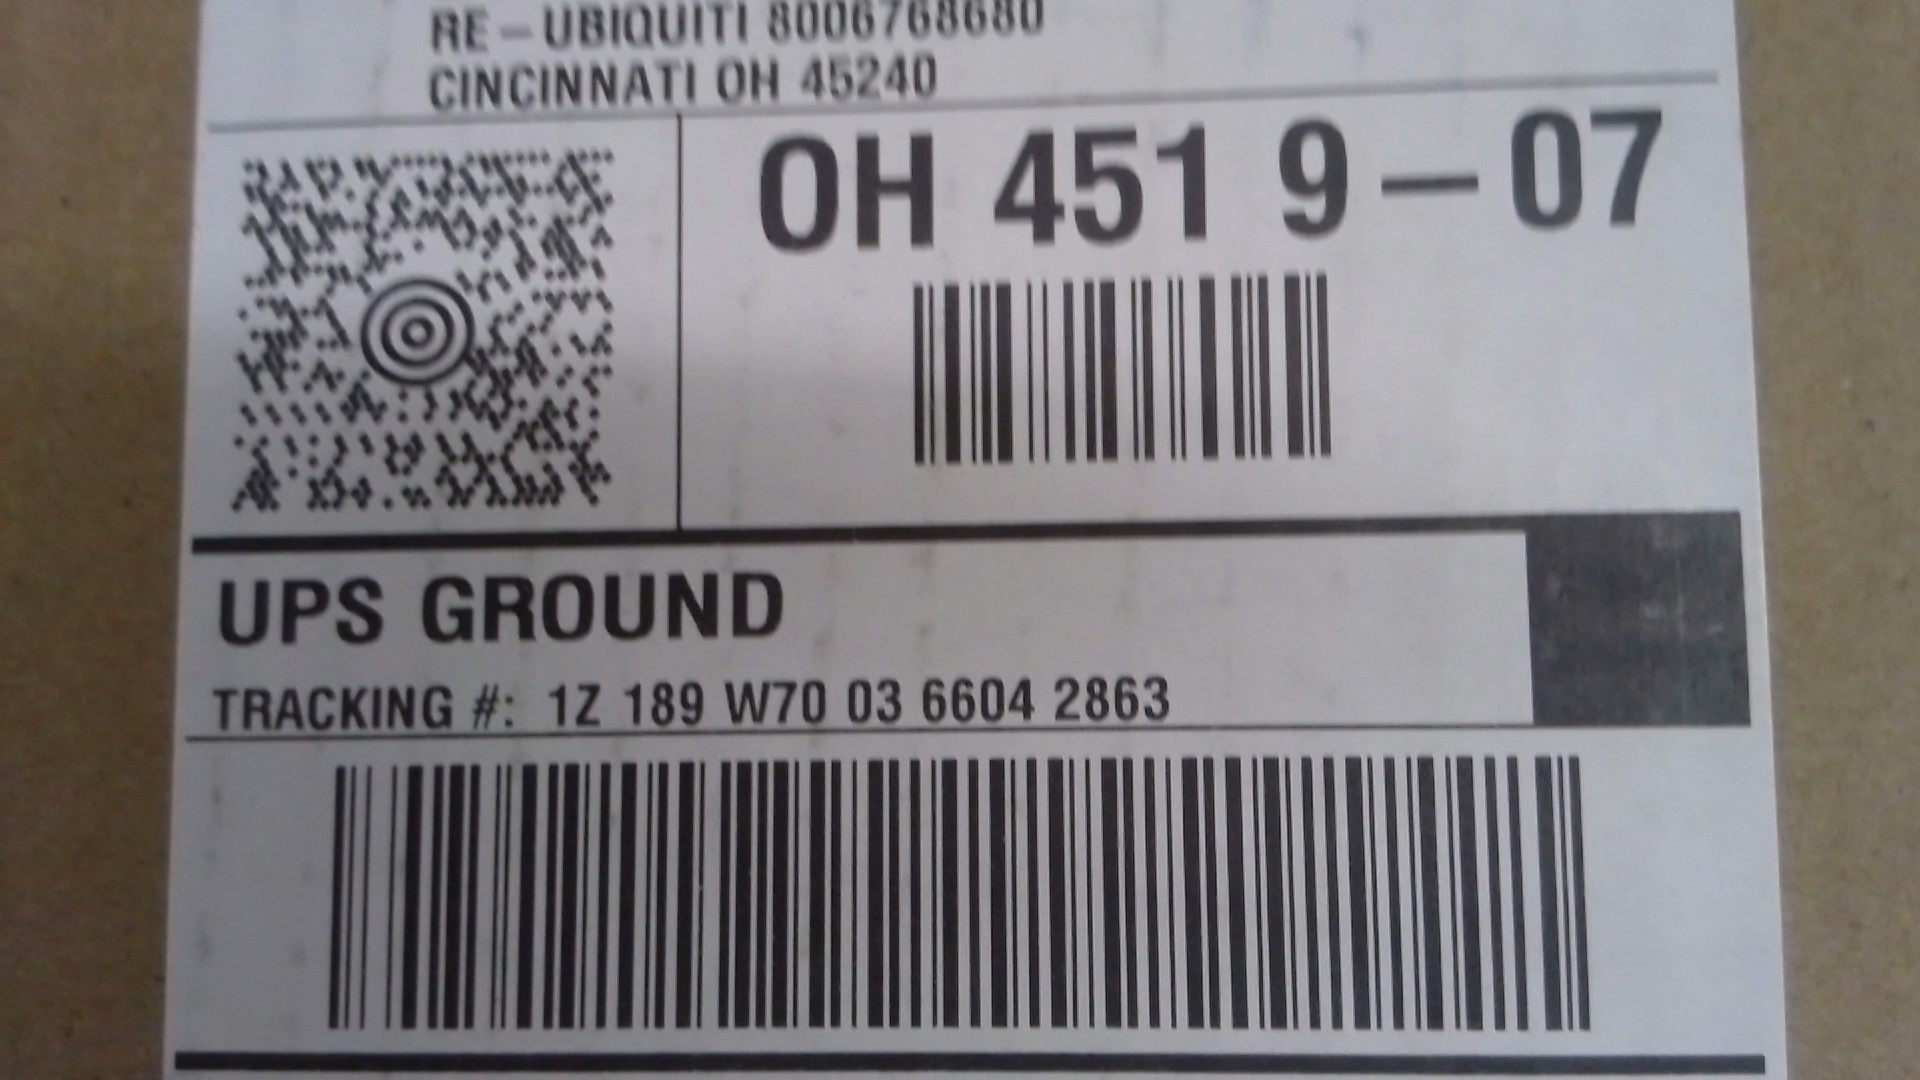 RE – UBIQUITI 8006768680
CINCINNATI OH 45240
OH 451 9 – 07
UPS GROUND
TRACKING #: 1Z 189 W70 03 6604 2863